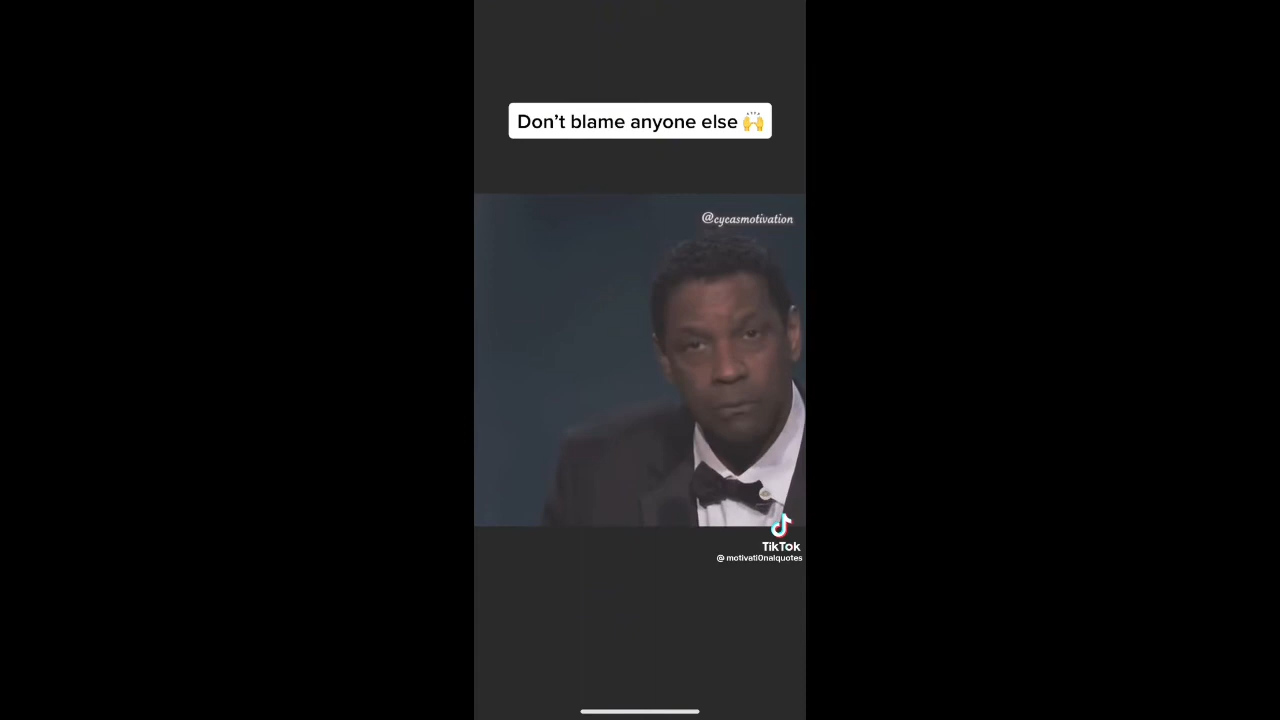 Don't blame anyone else 🙌
@cycasmotivation
TikTok
@ motivati0nalquotes